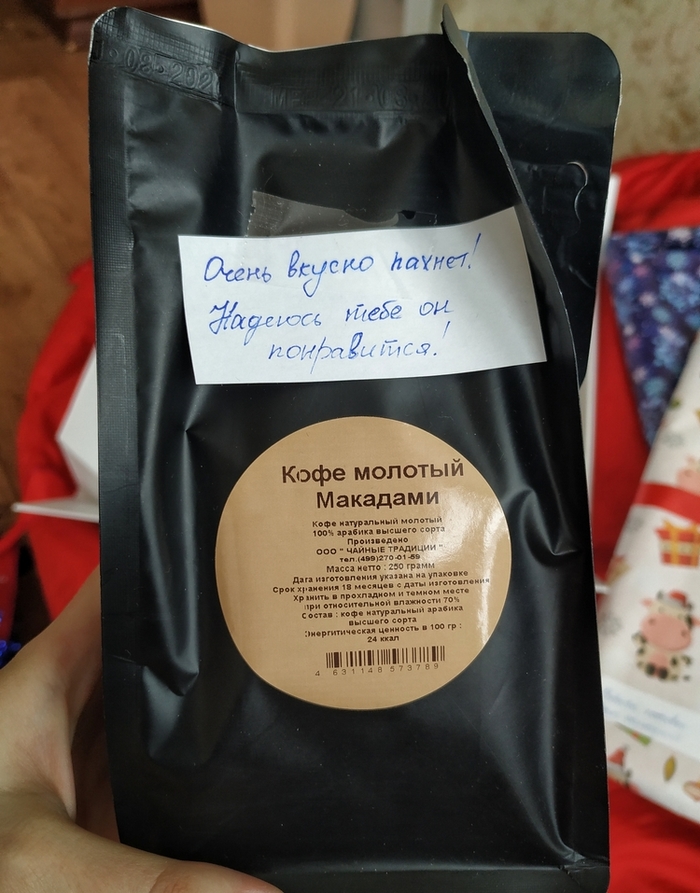 Очень вкусно пахнет!
Надеюсь тебе он
понравится!
Кофе молотый
Макадами
Кофе натуральный молотый
100% арабика высшего сорта
Произведено
ООО " ЧАЙНЫЕ ТРАДИЦИИ "
тел.(499)270-01-59
Масса нетто : 250 грамм
Дата изготовления указана на упаковке
Срок хранения 18 месяцев с даты изготовления
Хранить в прохладном и темном месте
при относительной влажности 70%
Состав : кофе натуральный арабика
высшего сорта
Энергитическая ценность в 100 гр :
24 ккал
4 631148 573789